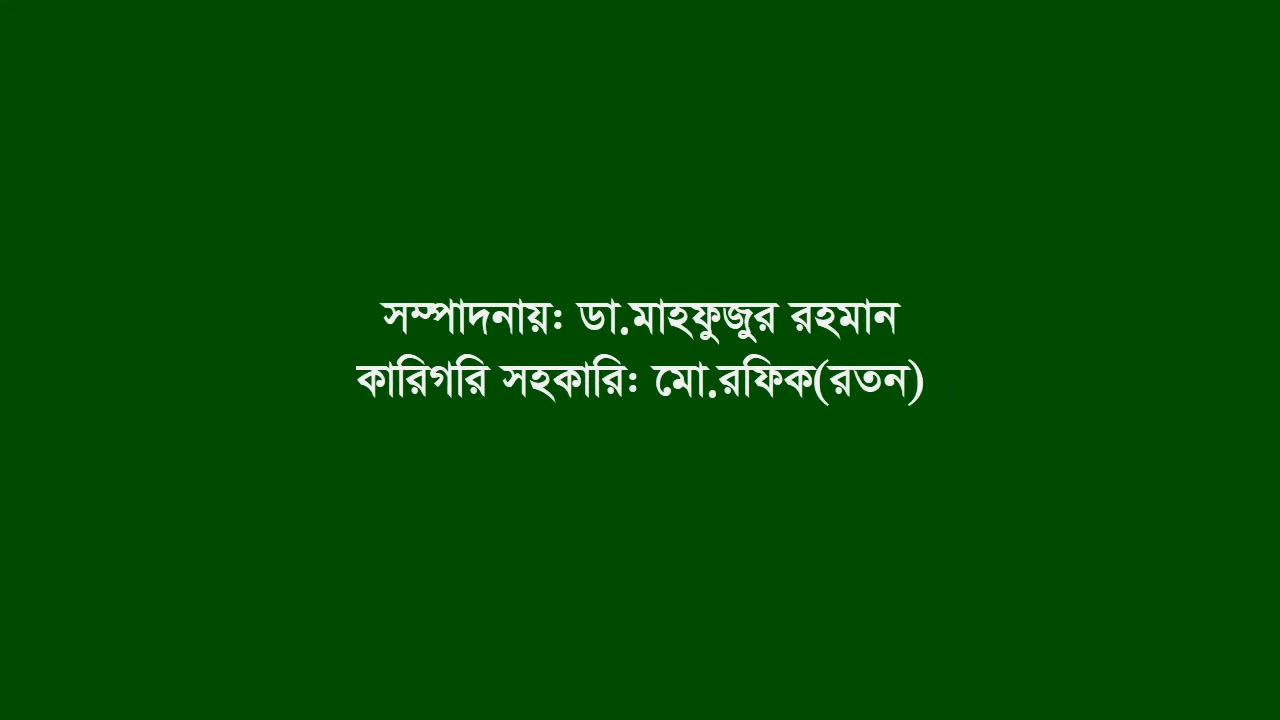 সম্পাদনায়: ডা.মাহফুজুর রহমান
কারিগরি সহকারি: মো.রফিক(রতন)